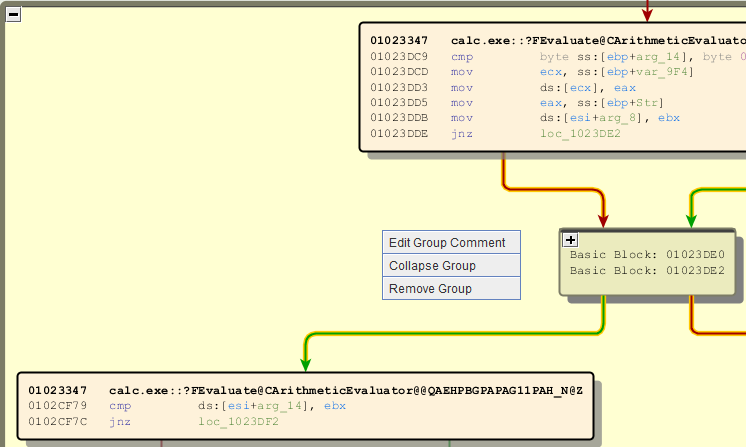 01023347 calc.exe::?FEvaluate@CArithmeticEvaluato
01023DC9 cmp byte ss:[ebp+arg_14], byte 0
01023DCD mov ecx, ss:[ebp+var_9F4]
01023DD3 mov ds:[ecx], eax
01023DD5 mov eax, ss:[ebp+Str]
01023DDB mov ds:[esi+arg_8], ebx
01023DDE jnz loc_1023DE2
Edit Group Comment
Collapse Group
Remove Group
Basic Block: 01023DE0
Basic Block: 01023DE2
01023347 calc.exe::?FEvaluate@CArithmeticEvaluator@@QAEHPBGPAPAG11PAH_N@Z
0102CF79 cmp ds:[esi+arg_14], ebx
0102CF7C jnz loc_1023DF2